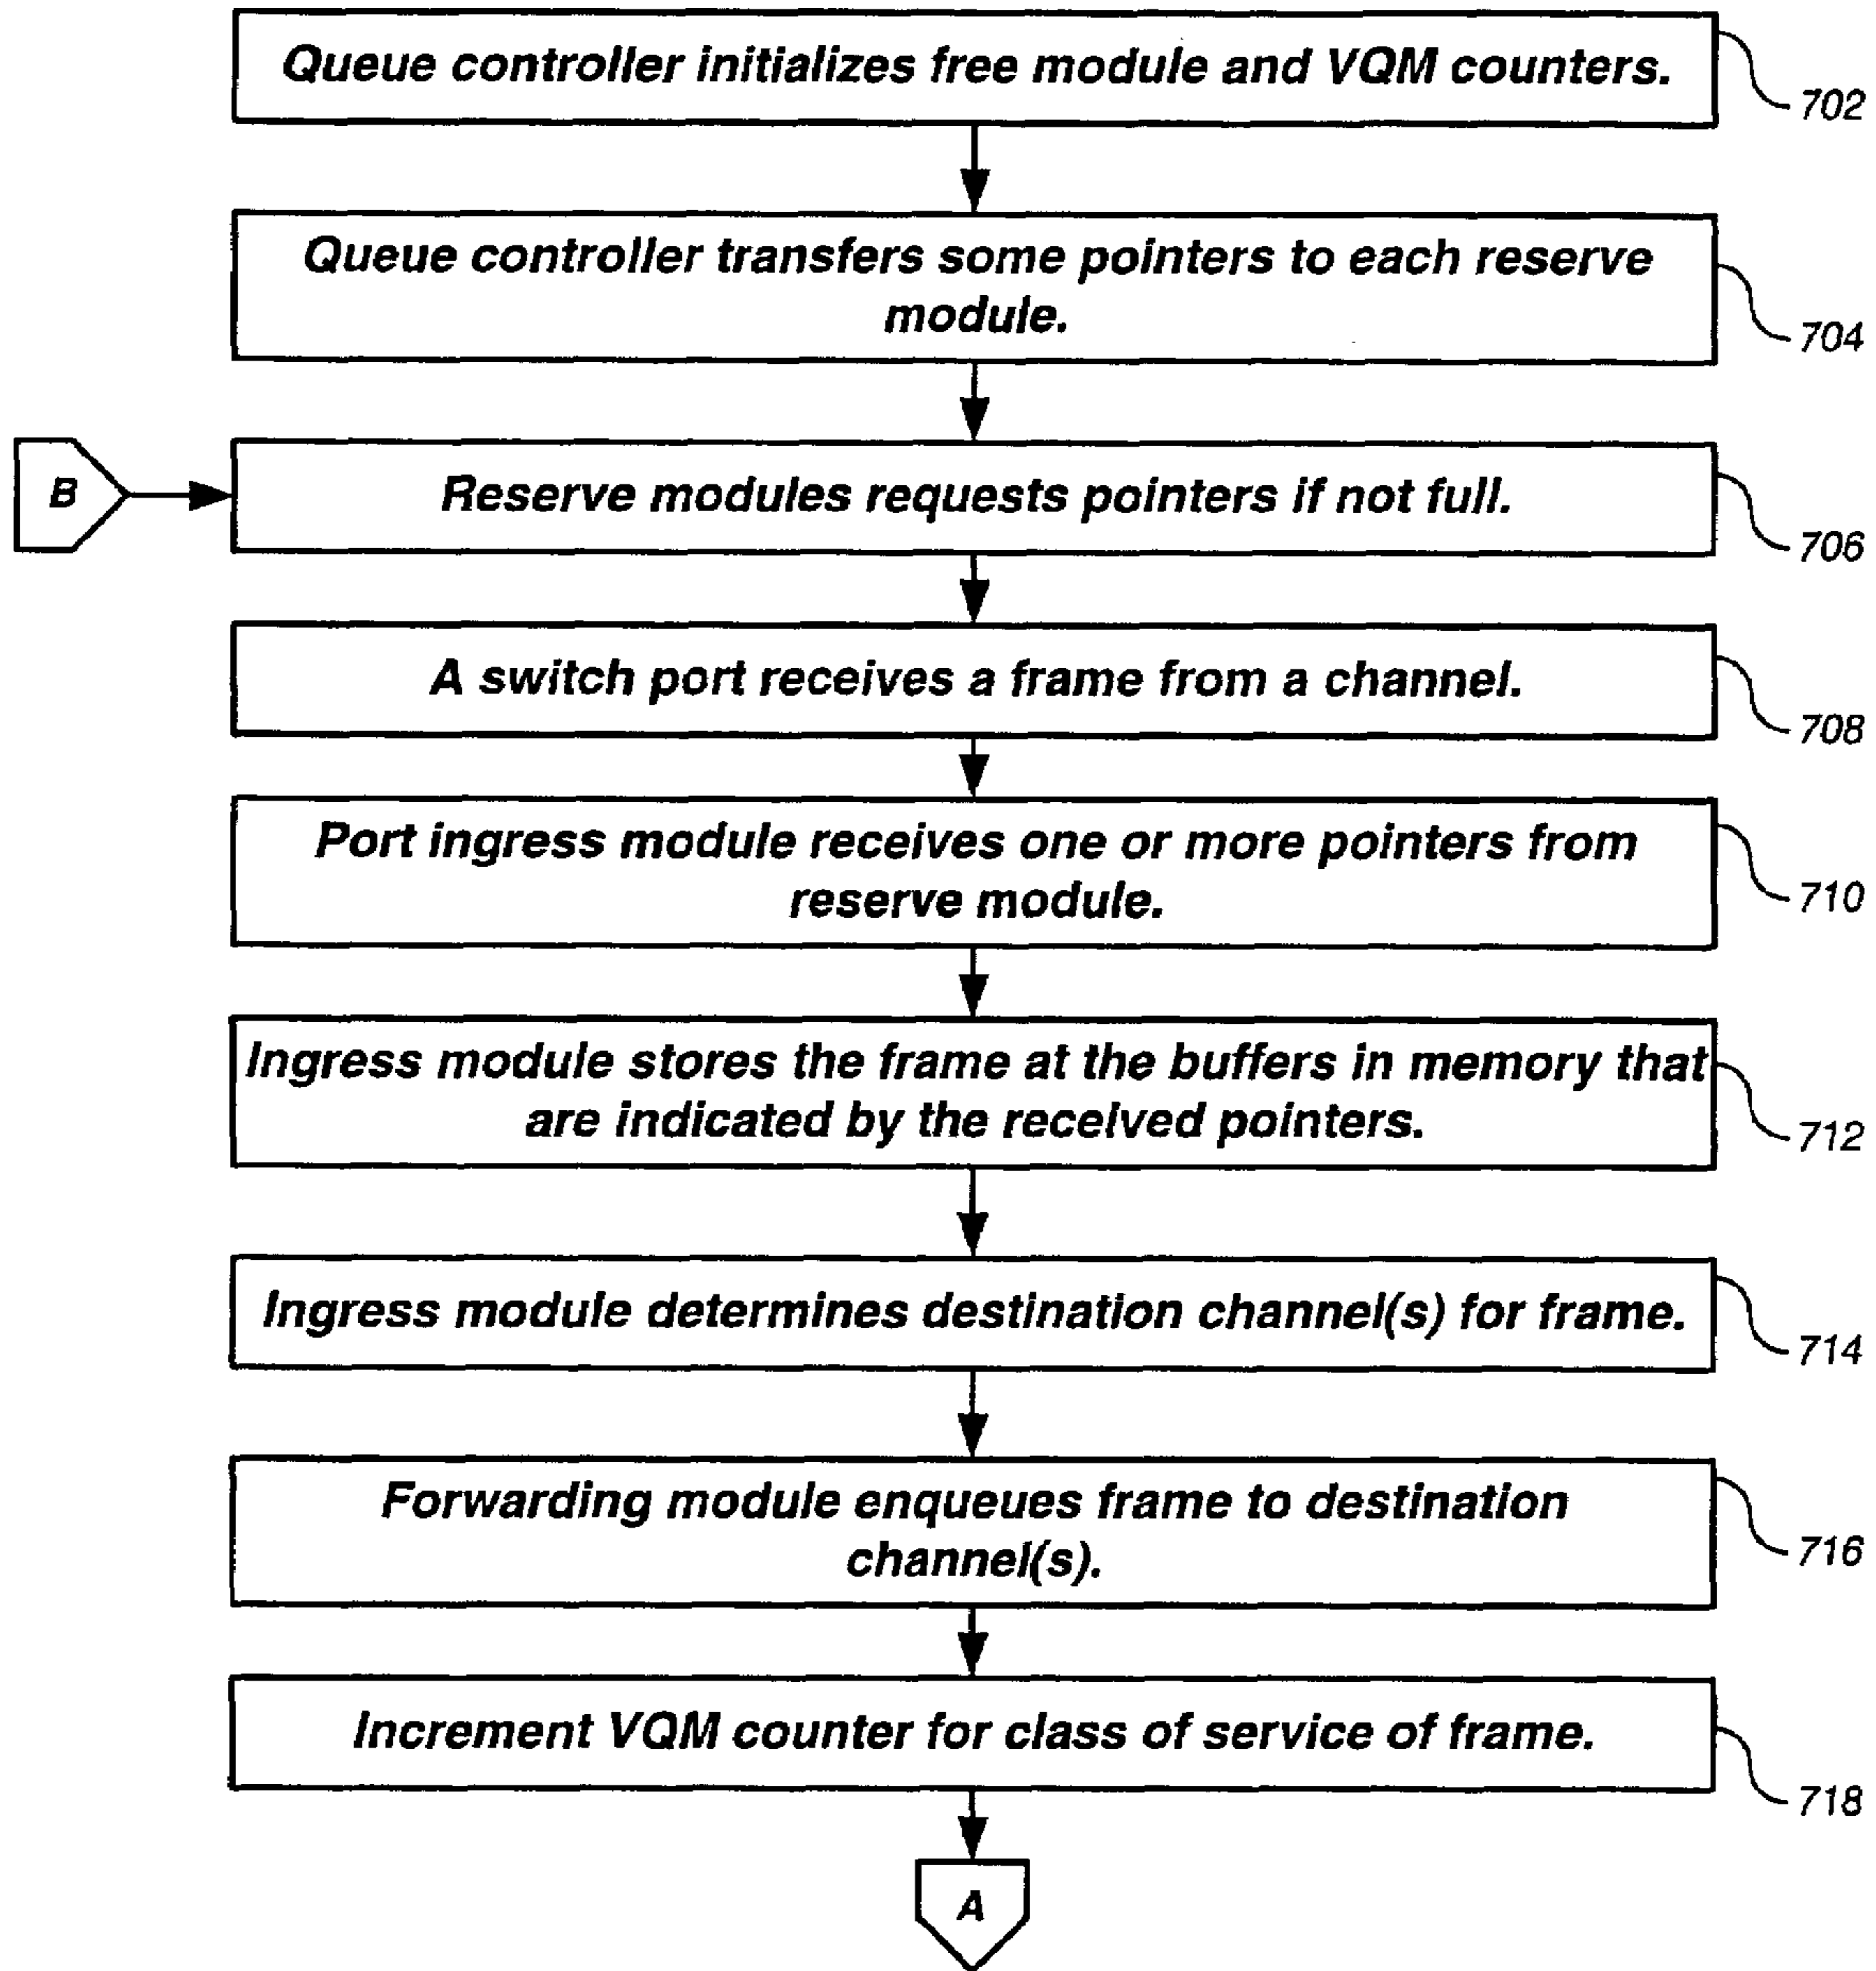 Queue controller initializes free module and VQM counters.
702
Queue controller transfers some pointers to each reserve
module.
704
B
Reserve modules requests pointers if not full.
706
A switch port receives a frame from a channel.
708
Port ingress module receives one or more pointers from
reserve module.
710
Ingress module stores the frame at the buffers in memory that
are indicated by the received pointers.
712
Ingress module determines destination channel(s) for frame.
714
Forwarding module enqueues frame to destination
channel(s).
716
Increment VQM counter for class of service of frame.
718
A